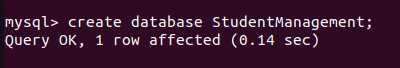 mysql> create database StudentManagement;
Query OK, 1 row affected (0.14 sec)